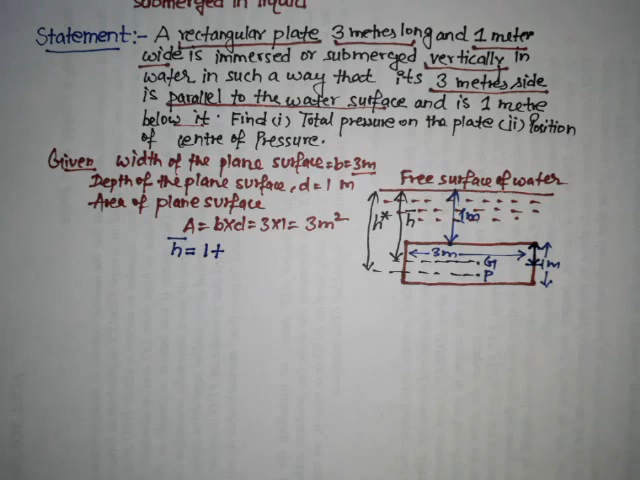 submerged in liquid
Statement:- A rectangular plate 3 metres long and 1 meter
wide is immersed or submerged vertically in
water in such a way that its 3 metres side
is parallel to the water surface and is 1 metre
below it. Find (i) Total pressure on the plate (ii) Position
of centre of Pressure.
Given width of the plane surface = b = 3m
Depth of the plane surface, d = 1 m
Area of plane surface
A = b×d = 3×1 = 3m²
h̄ = 1+
Free surface of water
h*
h̄
1m
3m
G
P
1m